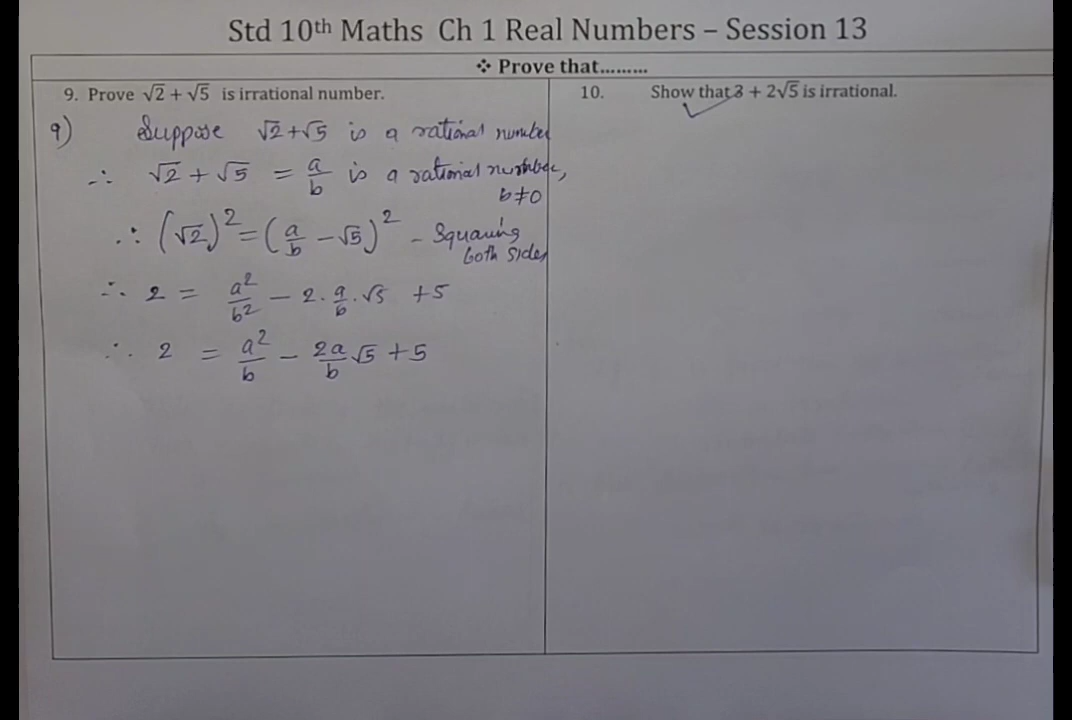 Std 10th Maths Ch 1 Real Numbers – Session 13
❖ Prove that.........
9. Prove √2 + √5 is irrational number.
9) Suppose √2+√5 is a rational number
∴ √2 + √5 = a/b is a rational number,
b≠0
∴ (√2)² = (a/b − √5)² – Squaring
both sides
∴ 2 = a²/b² − 2. a/b . √5 + 5
∴ 2 = a²/b − 2a/b √5 + 5
10. Show that 3 + 2√5 is irrational.